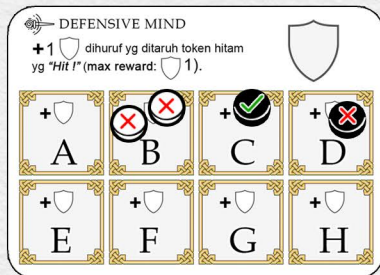 DEFENSIVE MIND
+1 dihuruf yg ditaruh token hitam
yg "Hit !" (max reward: 1).
+ + + +
A B C D
+ + + +
E F G H